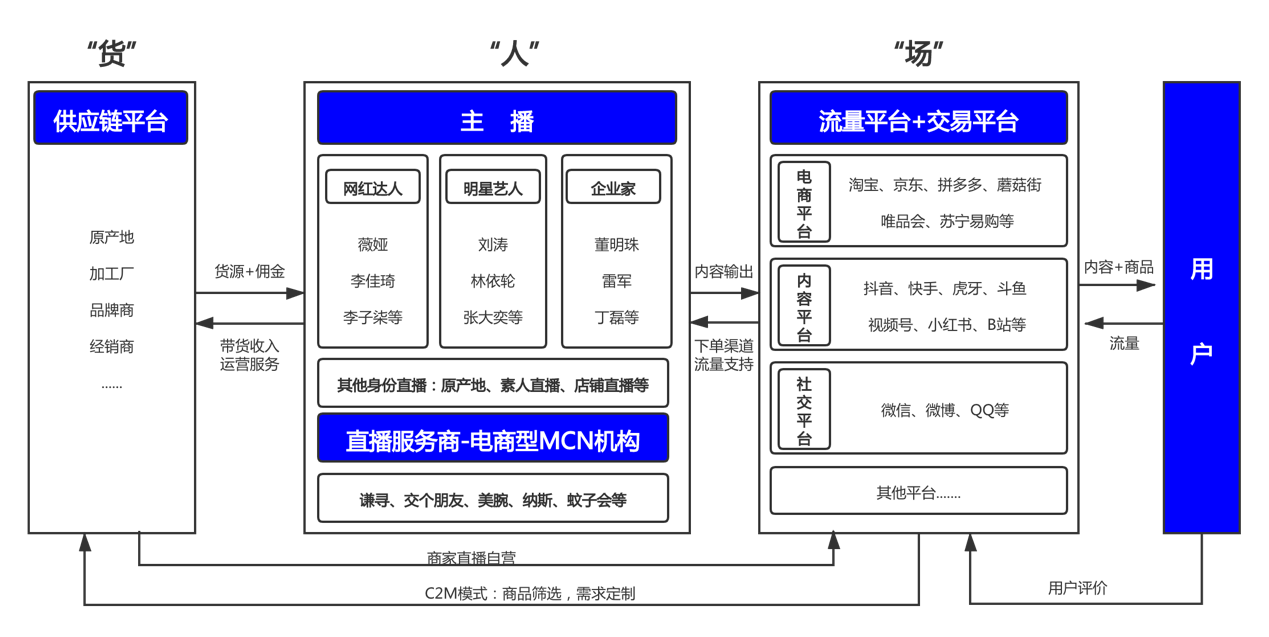 “货”
“人”
“场”
供应链平台
原产地
加工厂
品牌商
经销商
......
货源+佣金
带货收入
运营服务
主 播
网红达人
薇娅
李佳琦
李子柒等
明星艺人
刘涛
林依轮
张大奕等
企业家
董明珠
雷军
丁磊等
其他身份直播：原产地、素人直播、店铺直播等
直播服务商-电商型MCN机构
谦寻、交个朋友、美腕、纳斯、蚊子会等
内容输出
下单渠道
流量支持
流量平台+交易平台
电商平台
淘宝、京东、拼多多、蘑菇街
唯品会、苏宁易购等
内容平台
抖音、快手、虎牙、斗鱼
视频号、小红书、B站等
社交平台
微信、微博、QQ等
其他平台.......
内容+商品
流量
用户
商家直播自营
C2M模式：商品筛选，需求定制
用户评价